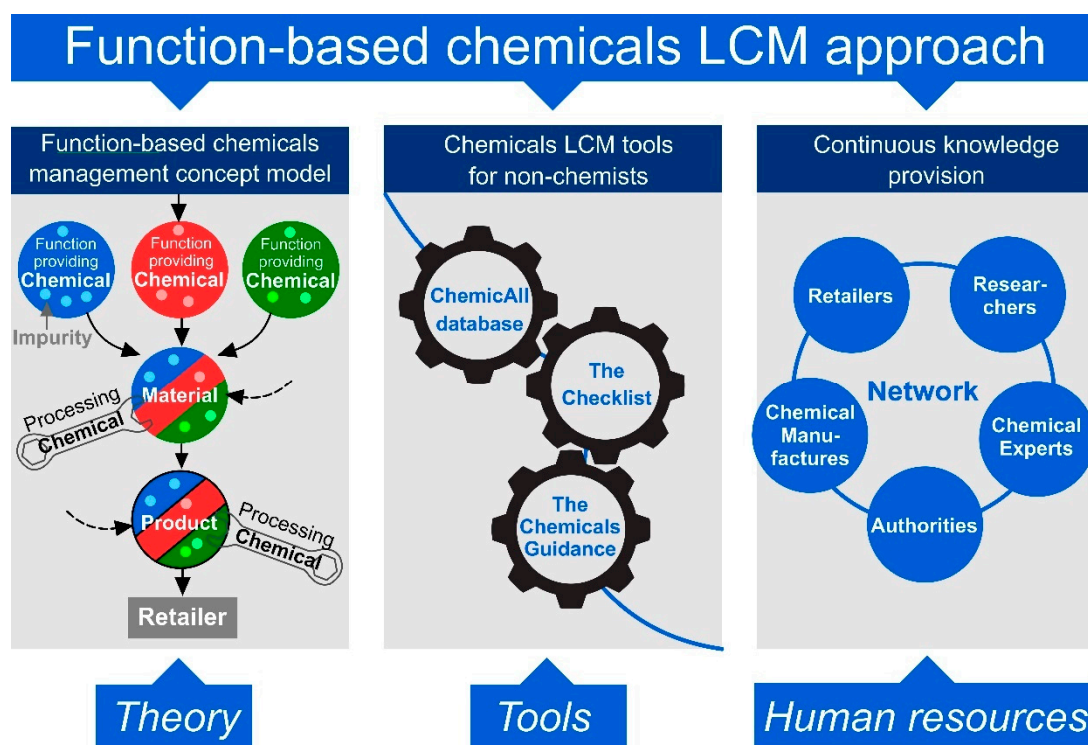 Function-based chemicals LCM approach
Function-based chemicals
management concept model
Function
providing
Chemical
Function
providing
Chemical
Function
providing
Chemical
Impurity
Material
Processing
Chemical
Product
Processing
Chemical
Retailer
Theory
Chemicals LCM tools
for non-chemists
ChemicAll
database
The
Checklist
The
Chemicals
Guidance
Tools
Continuous knowledge
provision
Retailers
Resear-
chers
Network
Chemical
Manu-
factures
Chemical
Experts
Authorities
Human resources